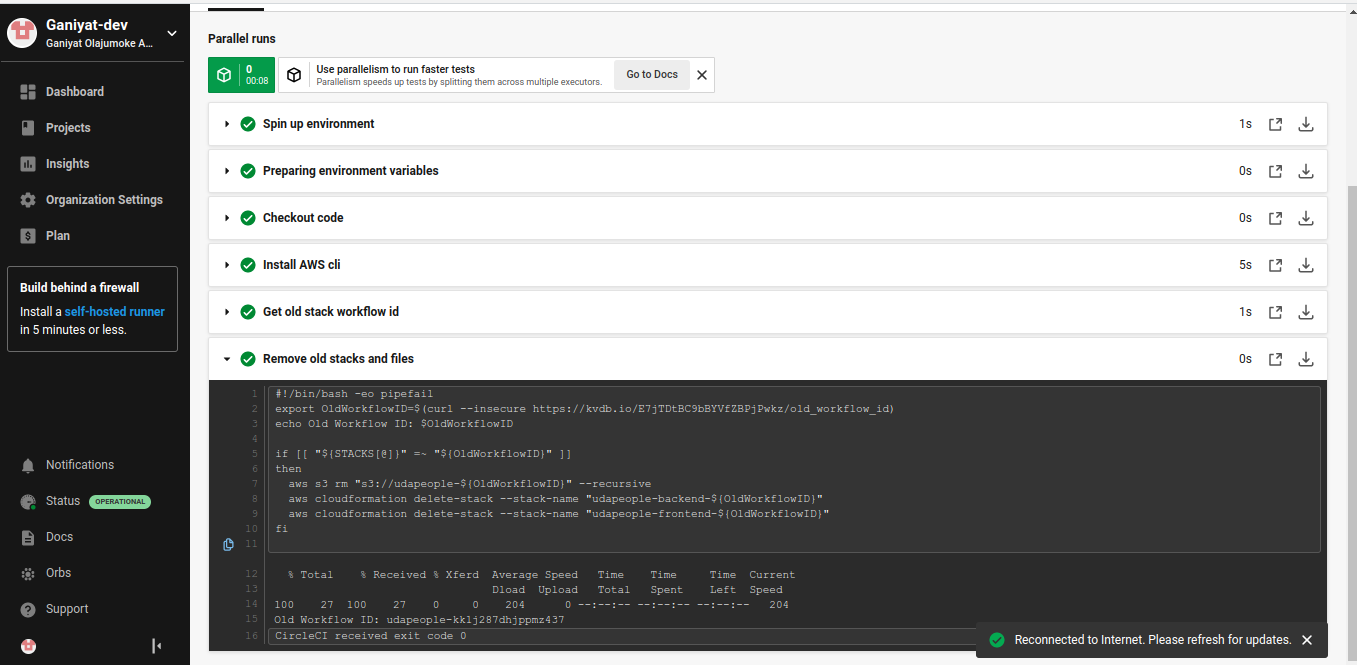 Ganiyat-dev
Ganiyat Olajumoke A...
Dashboard
Projects
Insights
Organization Settings
Plan
Build behind a firewall
Install a self-hosted runner
in 5 minutes or less.
Notifications
Status OPERATIONAL
Docs
Orbs
Support
Parallel runs
0
00:08
Use parallelism to run faster tests
Parallelism speeds up tests by splitting them across multiple executors.
Go to Docs
Spin up environment 1s
Preparing environment variables 0s
Checkout code 0s
Install AWS cli 5s
Get old stack workflow id 1s
Remove old stacks and files 0s
1 #!/bin/bash -eo pipefail
2 export OldWorkflowID=$(curl --insecure https://kvdb.io/E7jTDtBC9bBYVfZBPjPwkz/old_workflow_id)
3 echo Old Workflow ID: $OldWorkflowID
4
5 if [[ "${STACKS[@]}" =~ "${OldWorkflowID}" ]]
6 then
7 aws s3 rm "s3://udapeople-${OldWorkflowID}" --recursive
8 aws cloudformation delete-stack --stack-name "udapeople-backend-${OldWorkflowID}"
9 aws cloudformation delete-stack --stack-name "udapeople-frontend-${OldWorkflowID}"
10 fi
11
12 % Total % Received % Xferd Average Speed Time Time Time Current
13 Dload Upload Total Spent Left Speed
14 100 27 100 27 0 0 204 0 --:--:-- --:--:-- --:--:-- 204
15 Old Workflow ID: udapeople-kklj287dhjppmz437
16 CircleCI received exit code 0
Reconnected to Internet. Please refresh for updates.